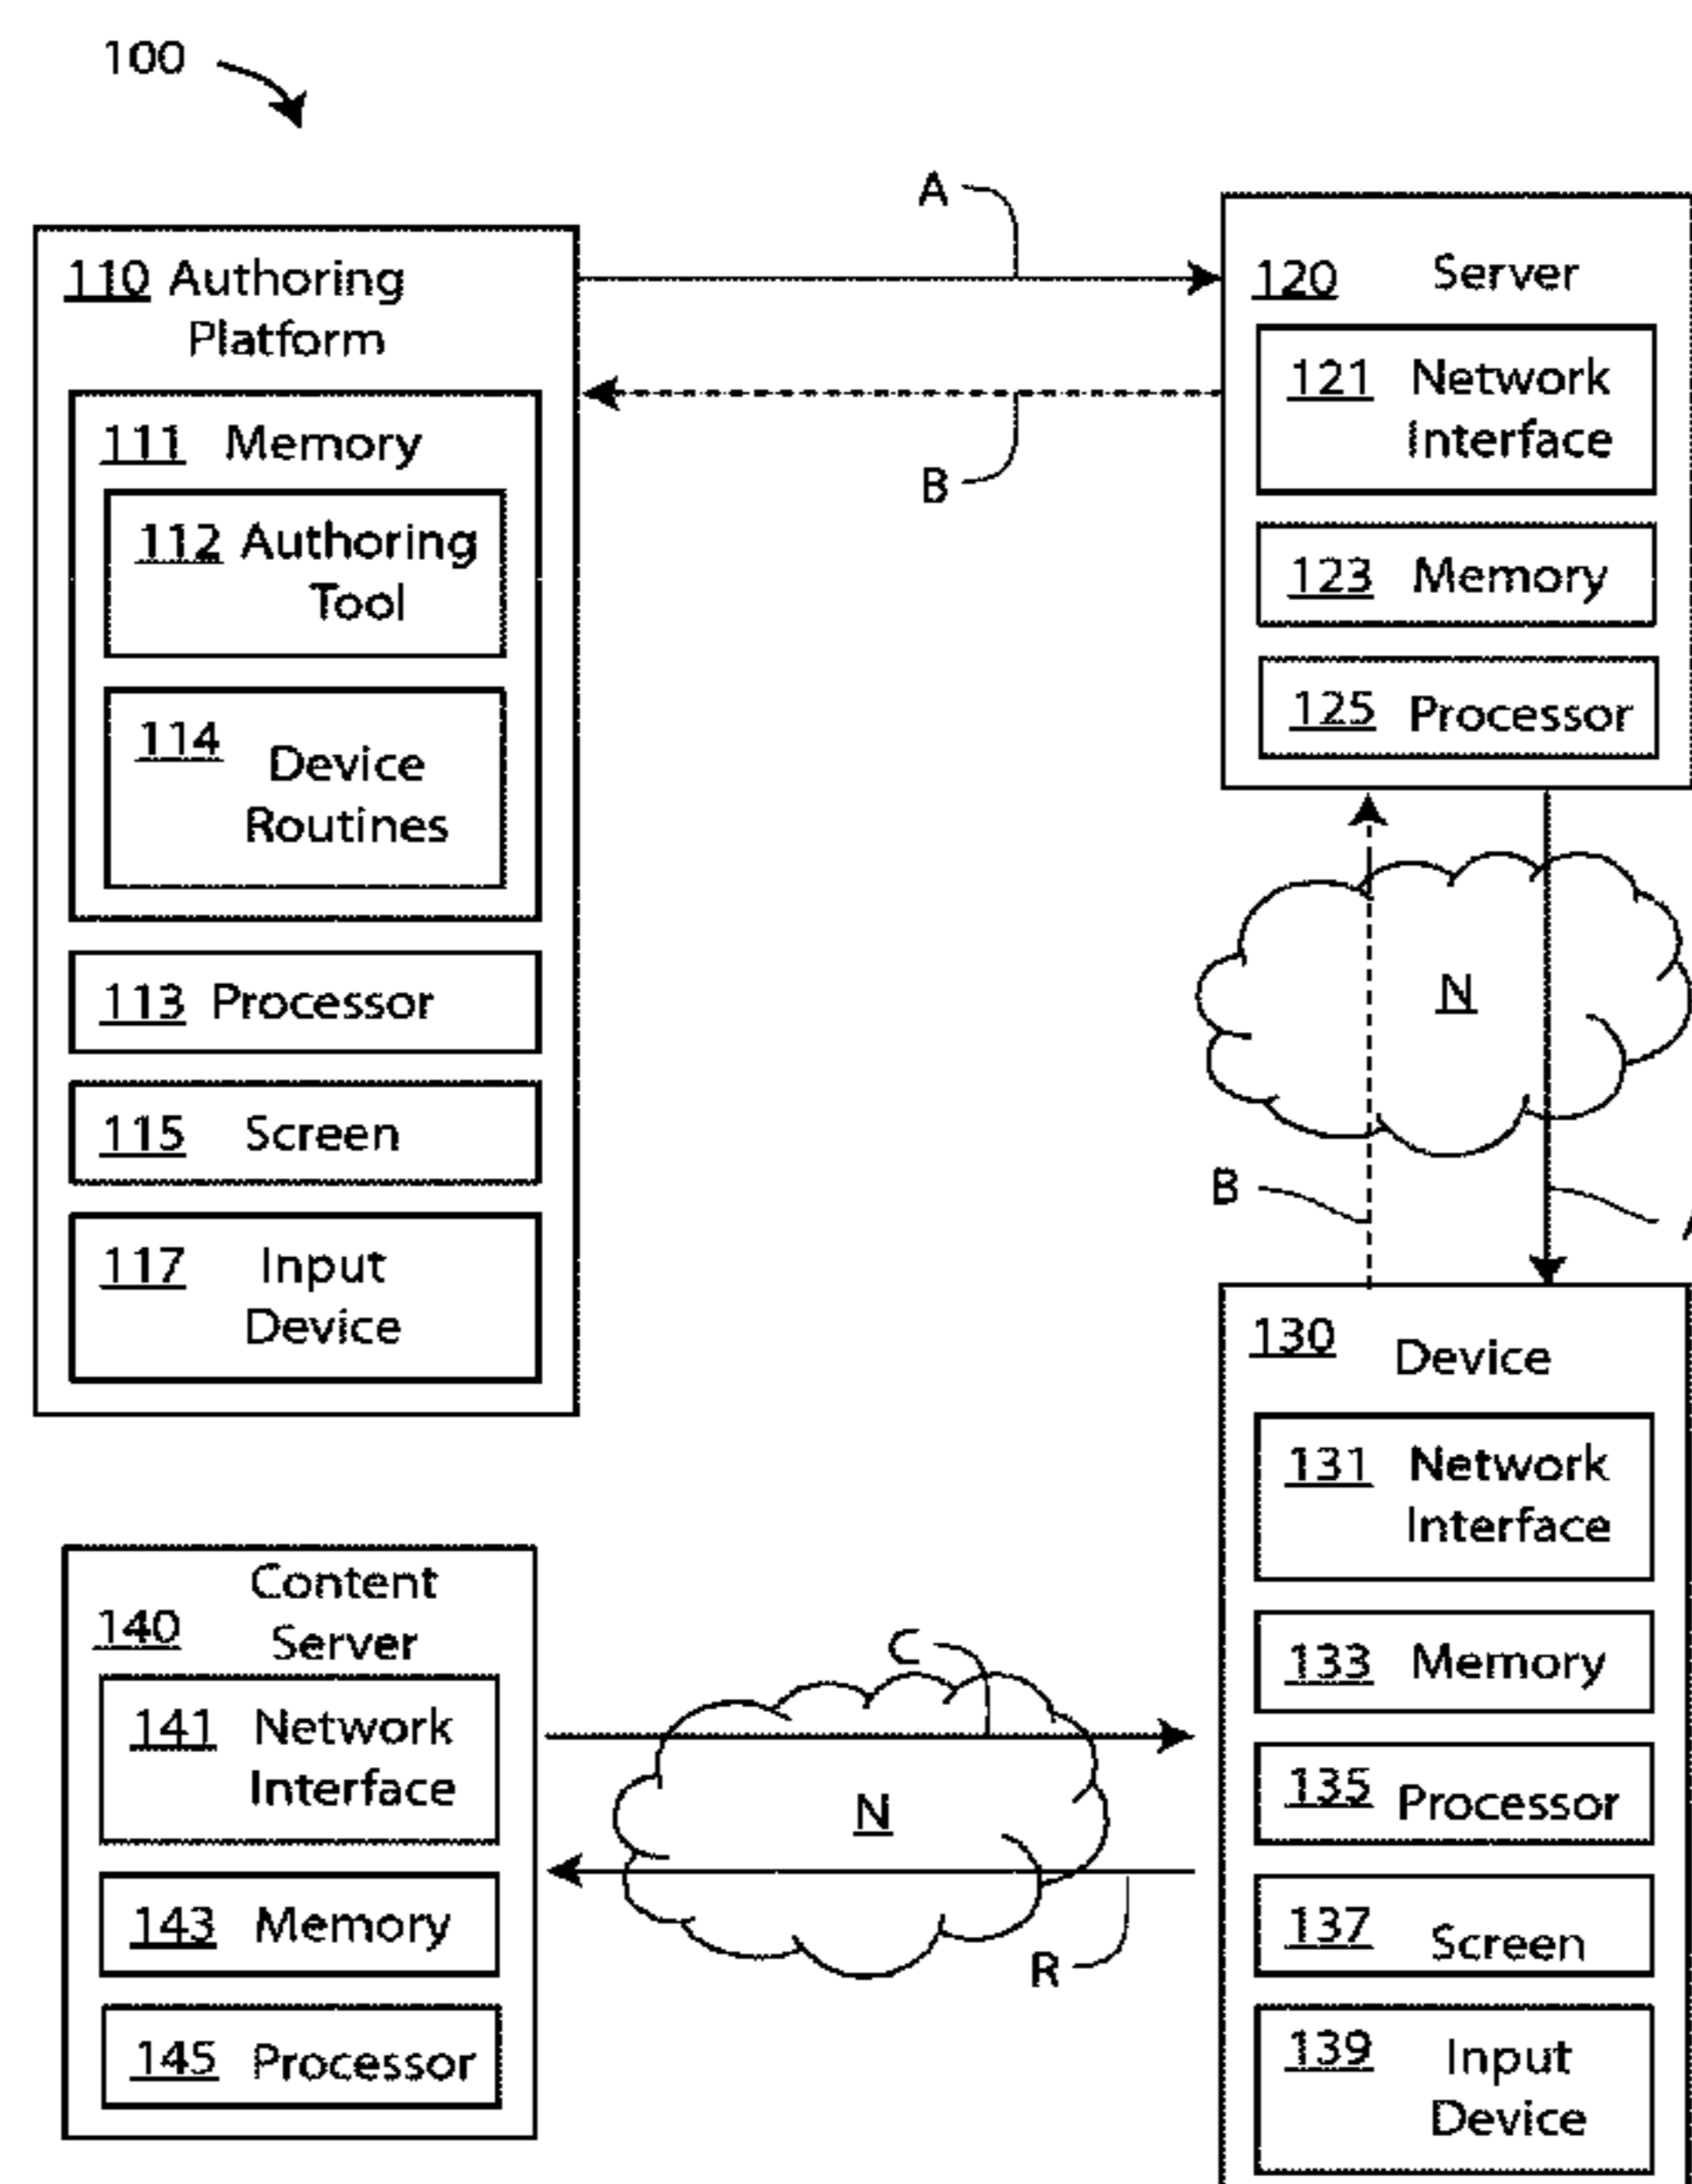 100
A
110 Authoring
Platform
111 Memory
112 Authoring
Tool
114 Device
Routines
113 Processor
115 Screen
117 Input
Device
B
120 Server
121 Network
Interface
123 Memory
125 Processor
N
B
130 Device
131 Network
Interface
133 Memory
135 Processor
137 Screen
139 Input
Device
140 Content
Server
141 Network
Interface
143 Memory
145 Processor
C
N
R